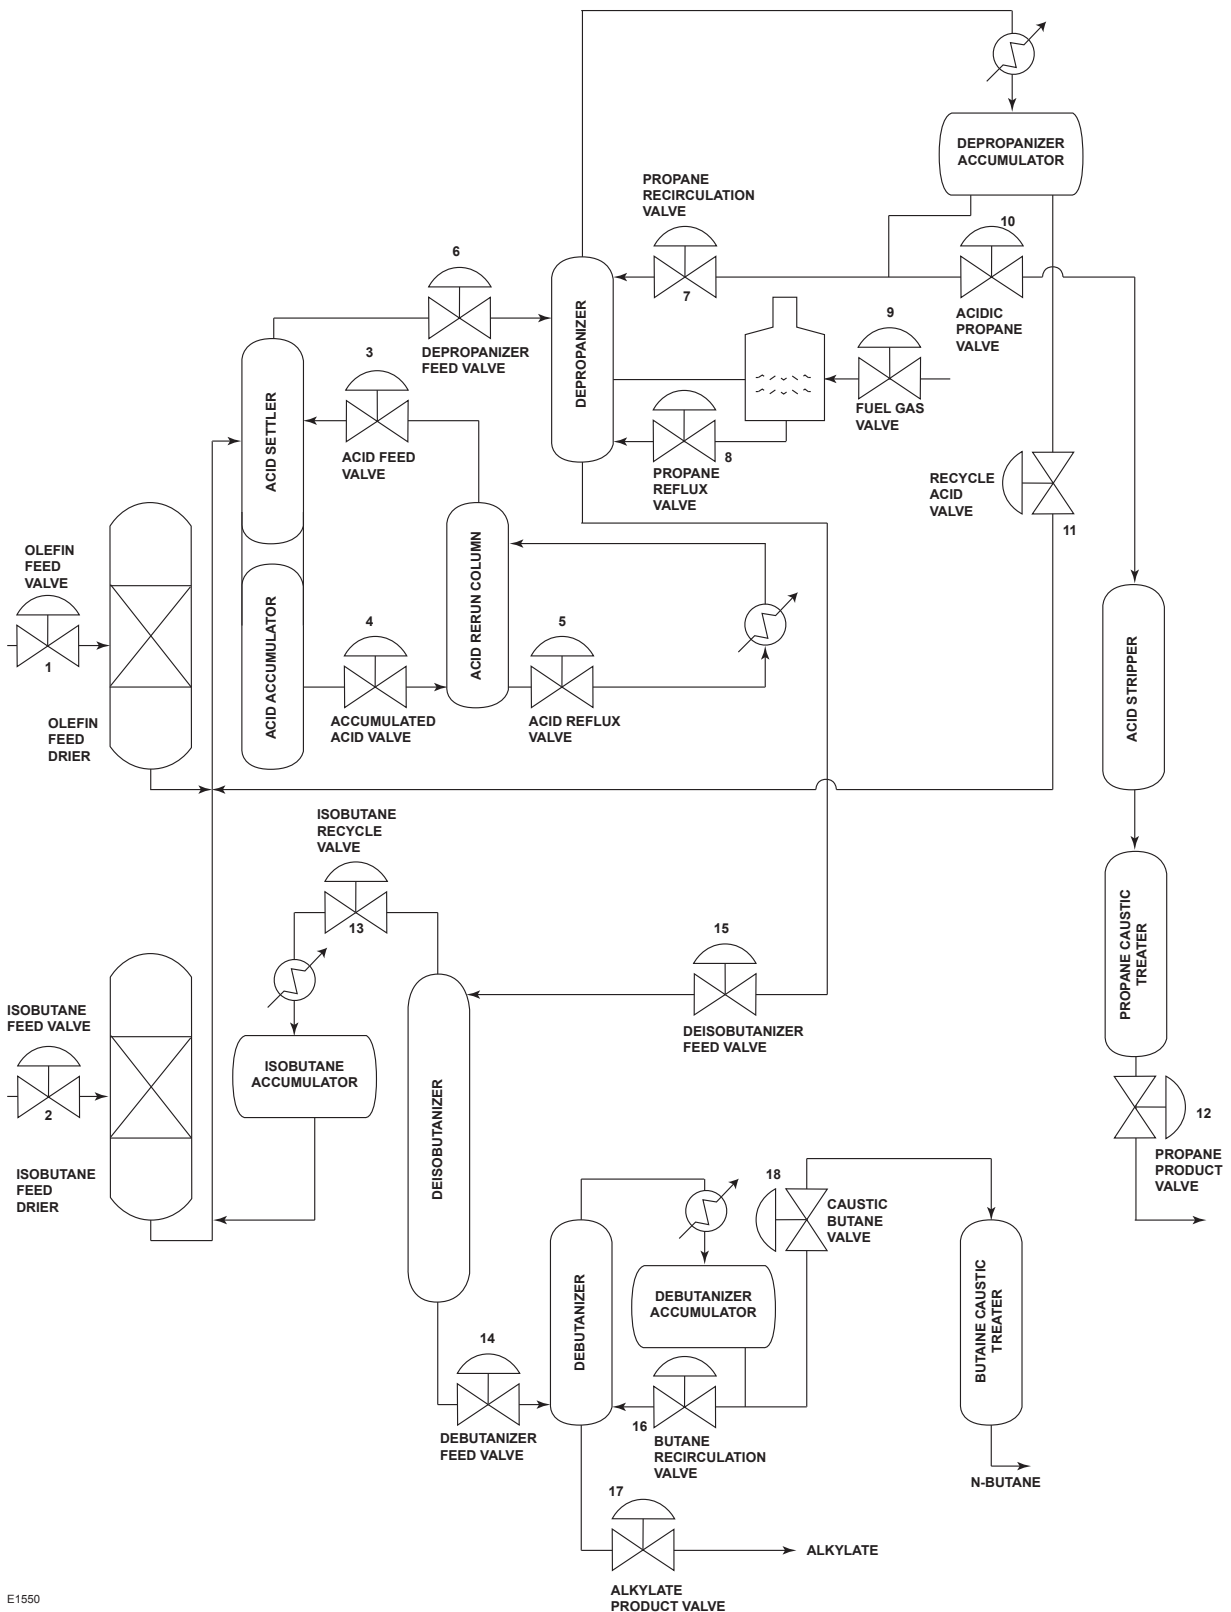 DEPROPANIZER
ACCUMULATOR
PROPANE
RECIRCULATION
VALVE
7
10
ACIDIC
PROPANE
VALVE
6
DEPROPANIZER
FEED VALVE
DEPROPANIZER
9
FUEL GAS
VALVE
3
ACID FEED
VALVE
ACID SETTLER
8
PROPANE
REFLUX
VALVE
RECYCLE
ACID
VALVE
11
OLEFIN
FEED
VALVE
1
OLEFIN
FEED
DRIER
ACID ACCUMULATOR
4
ACCUMULATED
ACID VALVE
ACID RERUN COLUMN
5
ACID REFLUX
VALVE
ACID STRIPPER
ISOBUTANE
RECYCLE
VALVE
13
PROPANE CAUSTIC
TREATER
15
DEISOBUTANIZER
FEED VALVE
ISOBUTANE
FEED VALVE
2
ISOBUTANE
FEED
DRIER
ISOBUTANE
ACCUMULATOR
DEISOBUTANIZER
12
PROPANE
PRODUCT
VALVE
18
CAUSTIC
BUTANE
VALVE
DEBUTANIZER
DEBUTANIZER
ACCUMULATOR
BUTAINE CAUSTIC
TREATER
14
DEBUTANIZER
FEED VALVE
16
BUTANE
RECIRCULATION
VALVE
N-BUTANE
17
ALKYLATE
ALKYLATE
PRODUCT VALVE
E1550